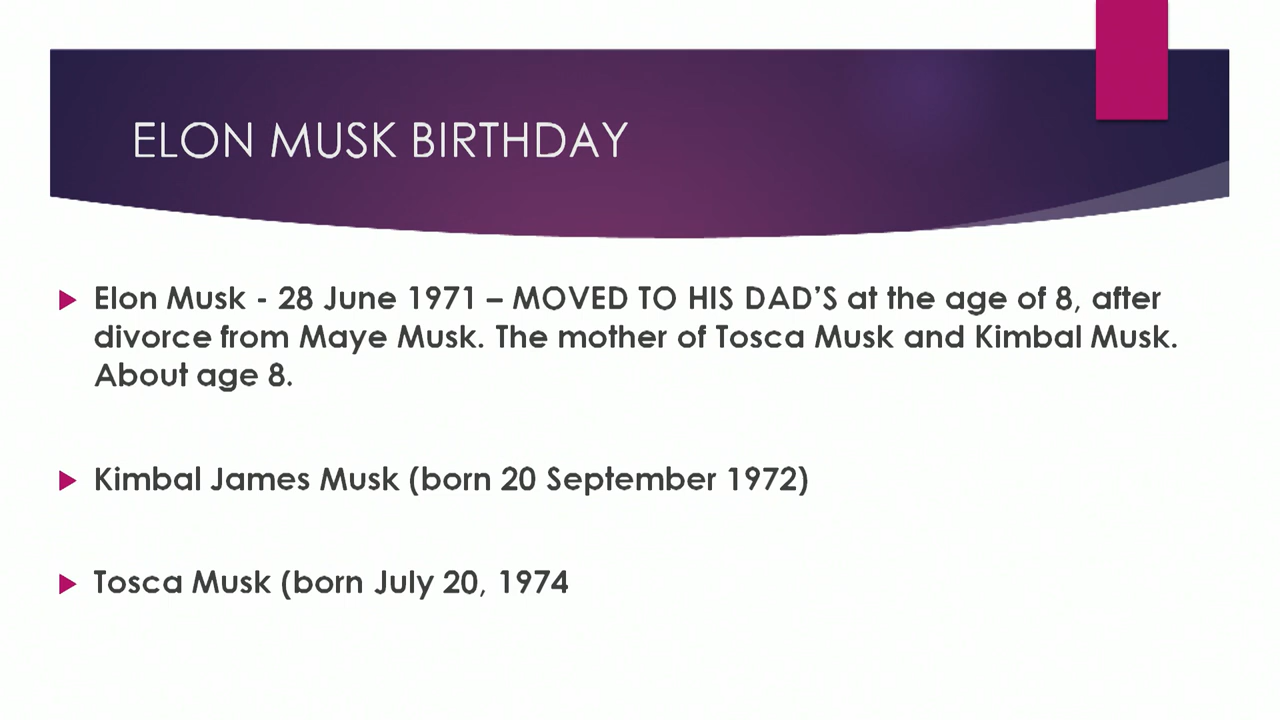 ELON MUSK BIRTHDAY
Elon Musk - 28 June 1971 – MOVED TO HIS DAD’S at the age of 8, after
divorce from Maye Musk. The mother of Tosca Musk and Kimbal Musk.
About age 8.
Kimbal James Musk (born 20 September 1972)
Tosca Musk (born July 20, 1974